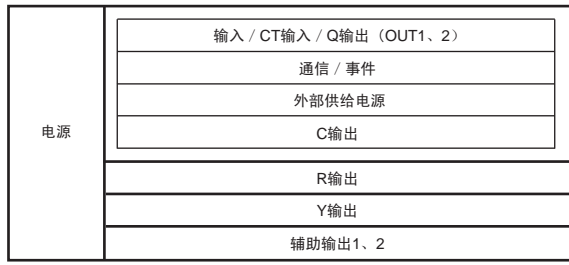 电源
输入／CT输入／Q输出（OUT1、2）
通信／事件
外部供给电源
C输出
R输出
Y输出
辅助输出1、2